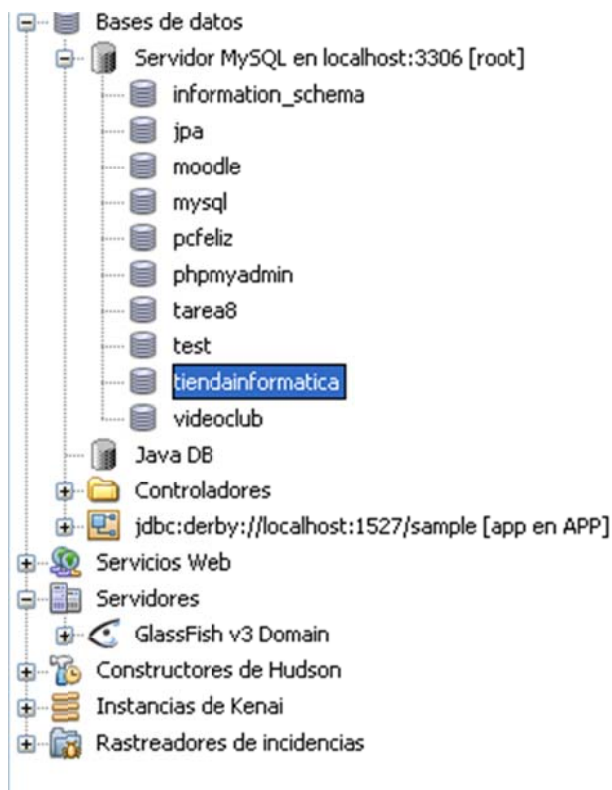 Bases de datos
Servidor MySQL en localhost:3306 [root]
information_schema
jpa
moodle
mysql
pcfeliz
phpmyadmin
tarea8
test
tiendainformatica
videoclub
Java DB
Controladores
jdbc:derby://localhost:1527/sample [app en APP]
Servicios Web
Servidores
GlassFish v3 Domain
Constructores de Hudson
Instancias de Kenai
Rastreadores de incidencias